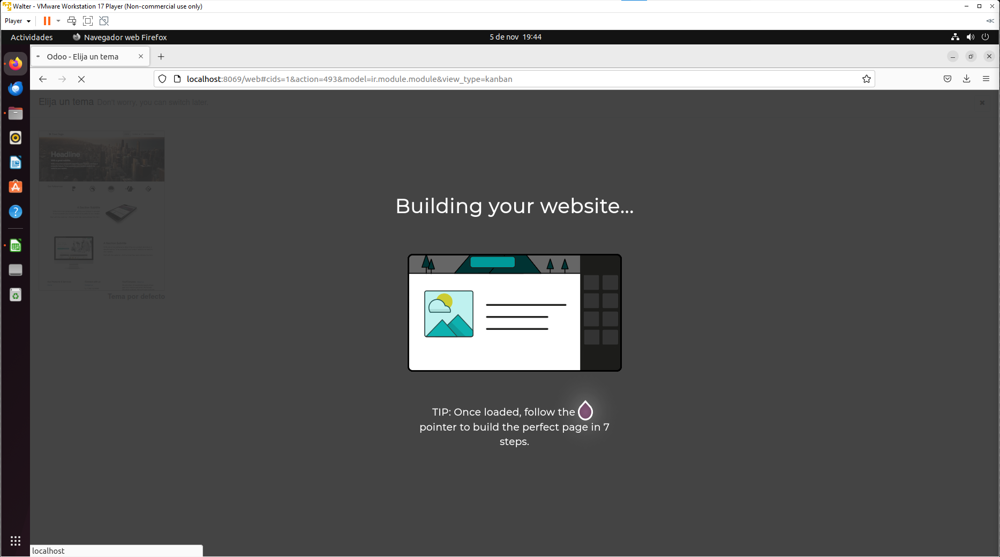 Walter - VMware Workstation 17 Player (Non-commercial use only)
Player
Actividades
Navegador web Firefox
5 de nov 19:44
Odoo - Elija un tema
localhost:8069/web#cids=1&action=493&model=ir.module.module&view_type=kanban
Elija un tema Don't worry, you can switch later.
Headline
Building your website...
Tema por defecto
TIP: Once loaded, follow the
pointer to build the perfect page in 7
steps.
localhost